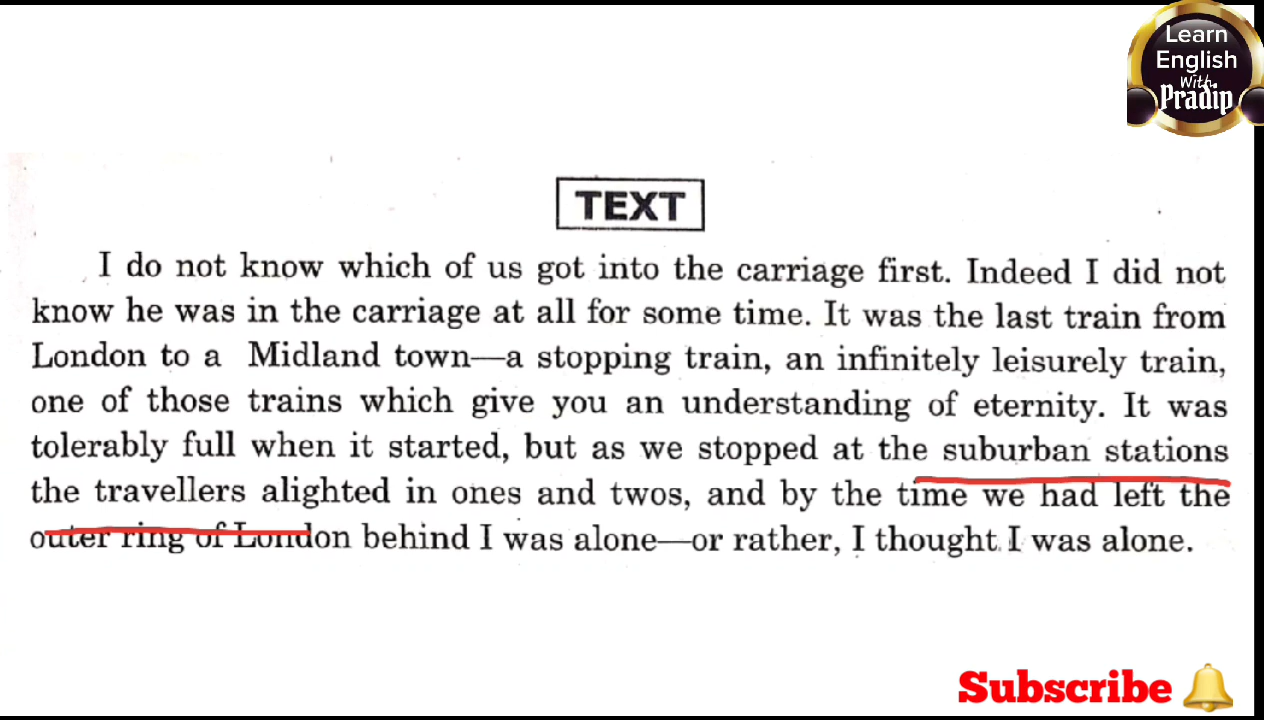 Learn
English
With
Pradip
TEXT
I do not know which of us got into the carriage first. Indeed I did not
know he was in the carriage at all for some time. It was the last train from
London to a Midland town—a stopping train, an infinitely leisurely train,
one of those trains which give you an understanding of eternity. It was
tolerably full when it started, but as we stopped at the suburban stations
the travellers alighted in ones and twos, and by the time we had left the
outer ring of London behind I was alone—or rather, I thought I was alone.
Subscribe